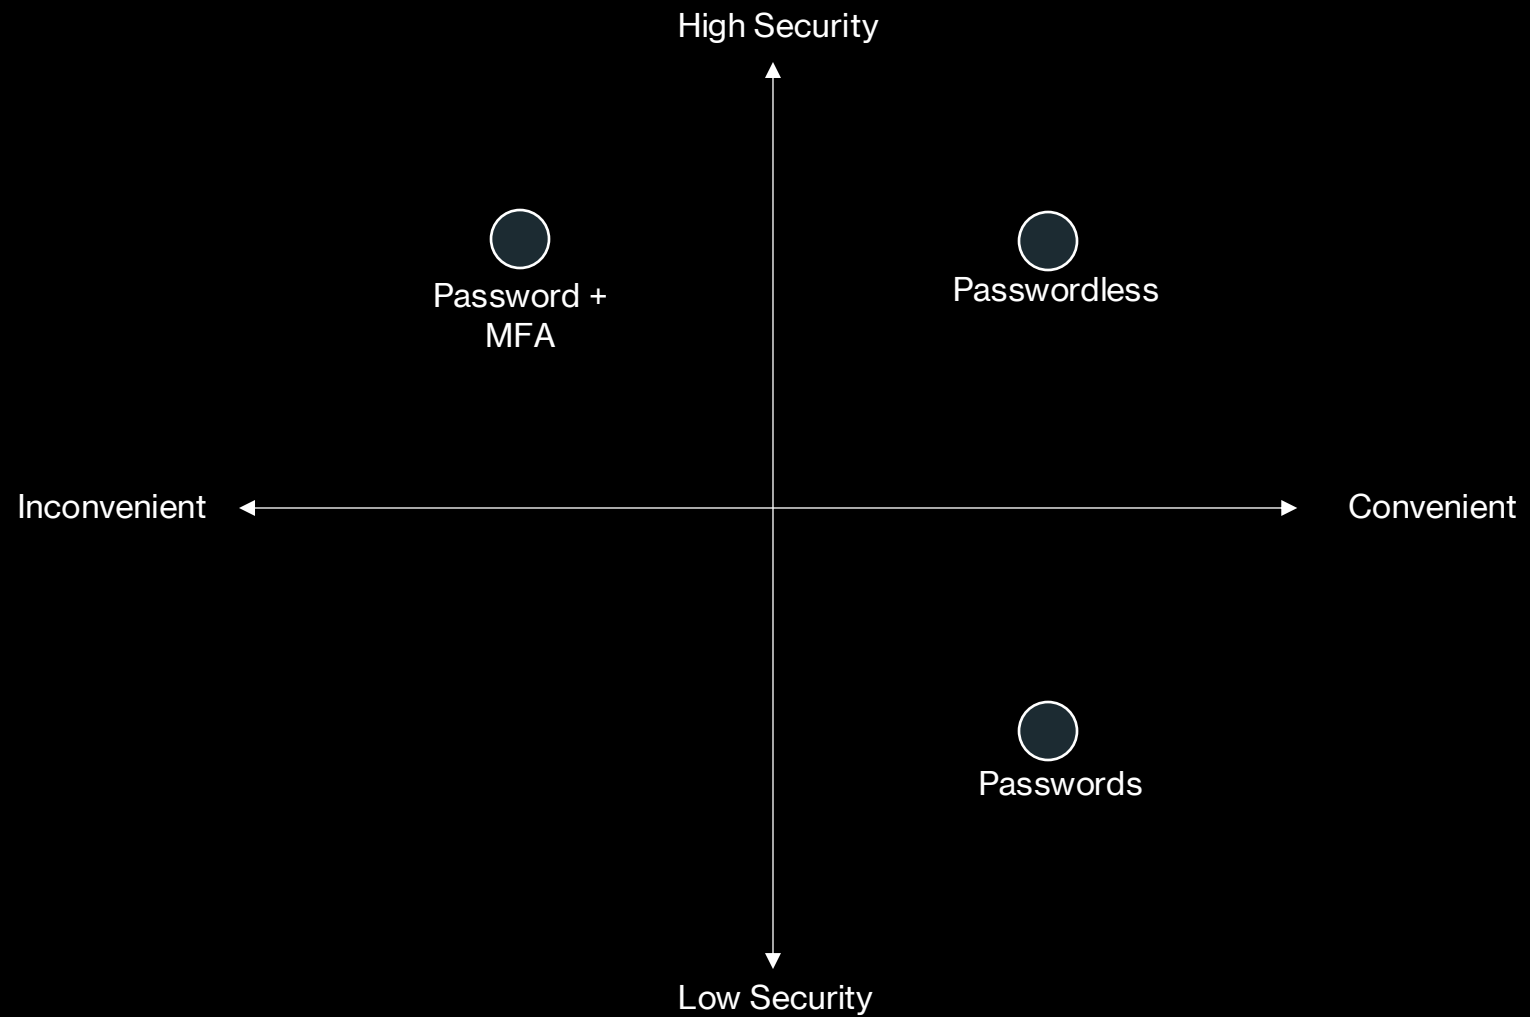 High Security
Password +
MFA
Passwordless
Inconvenient
Convenient
Passwords
Low Security